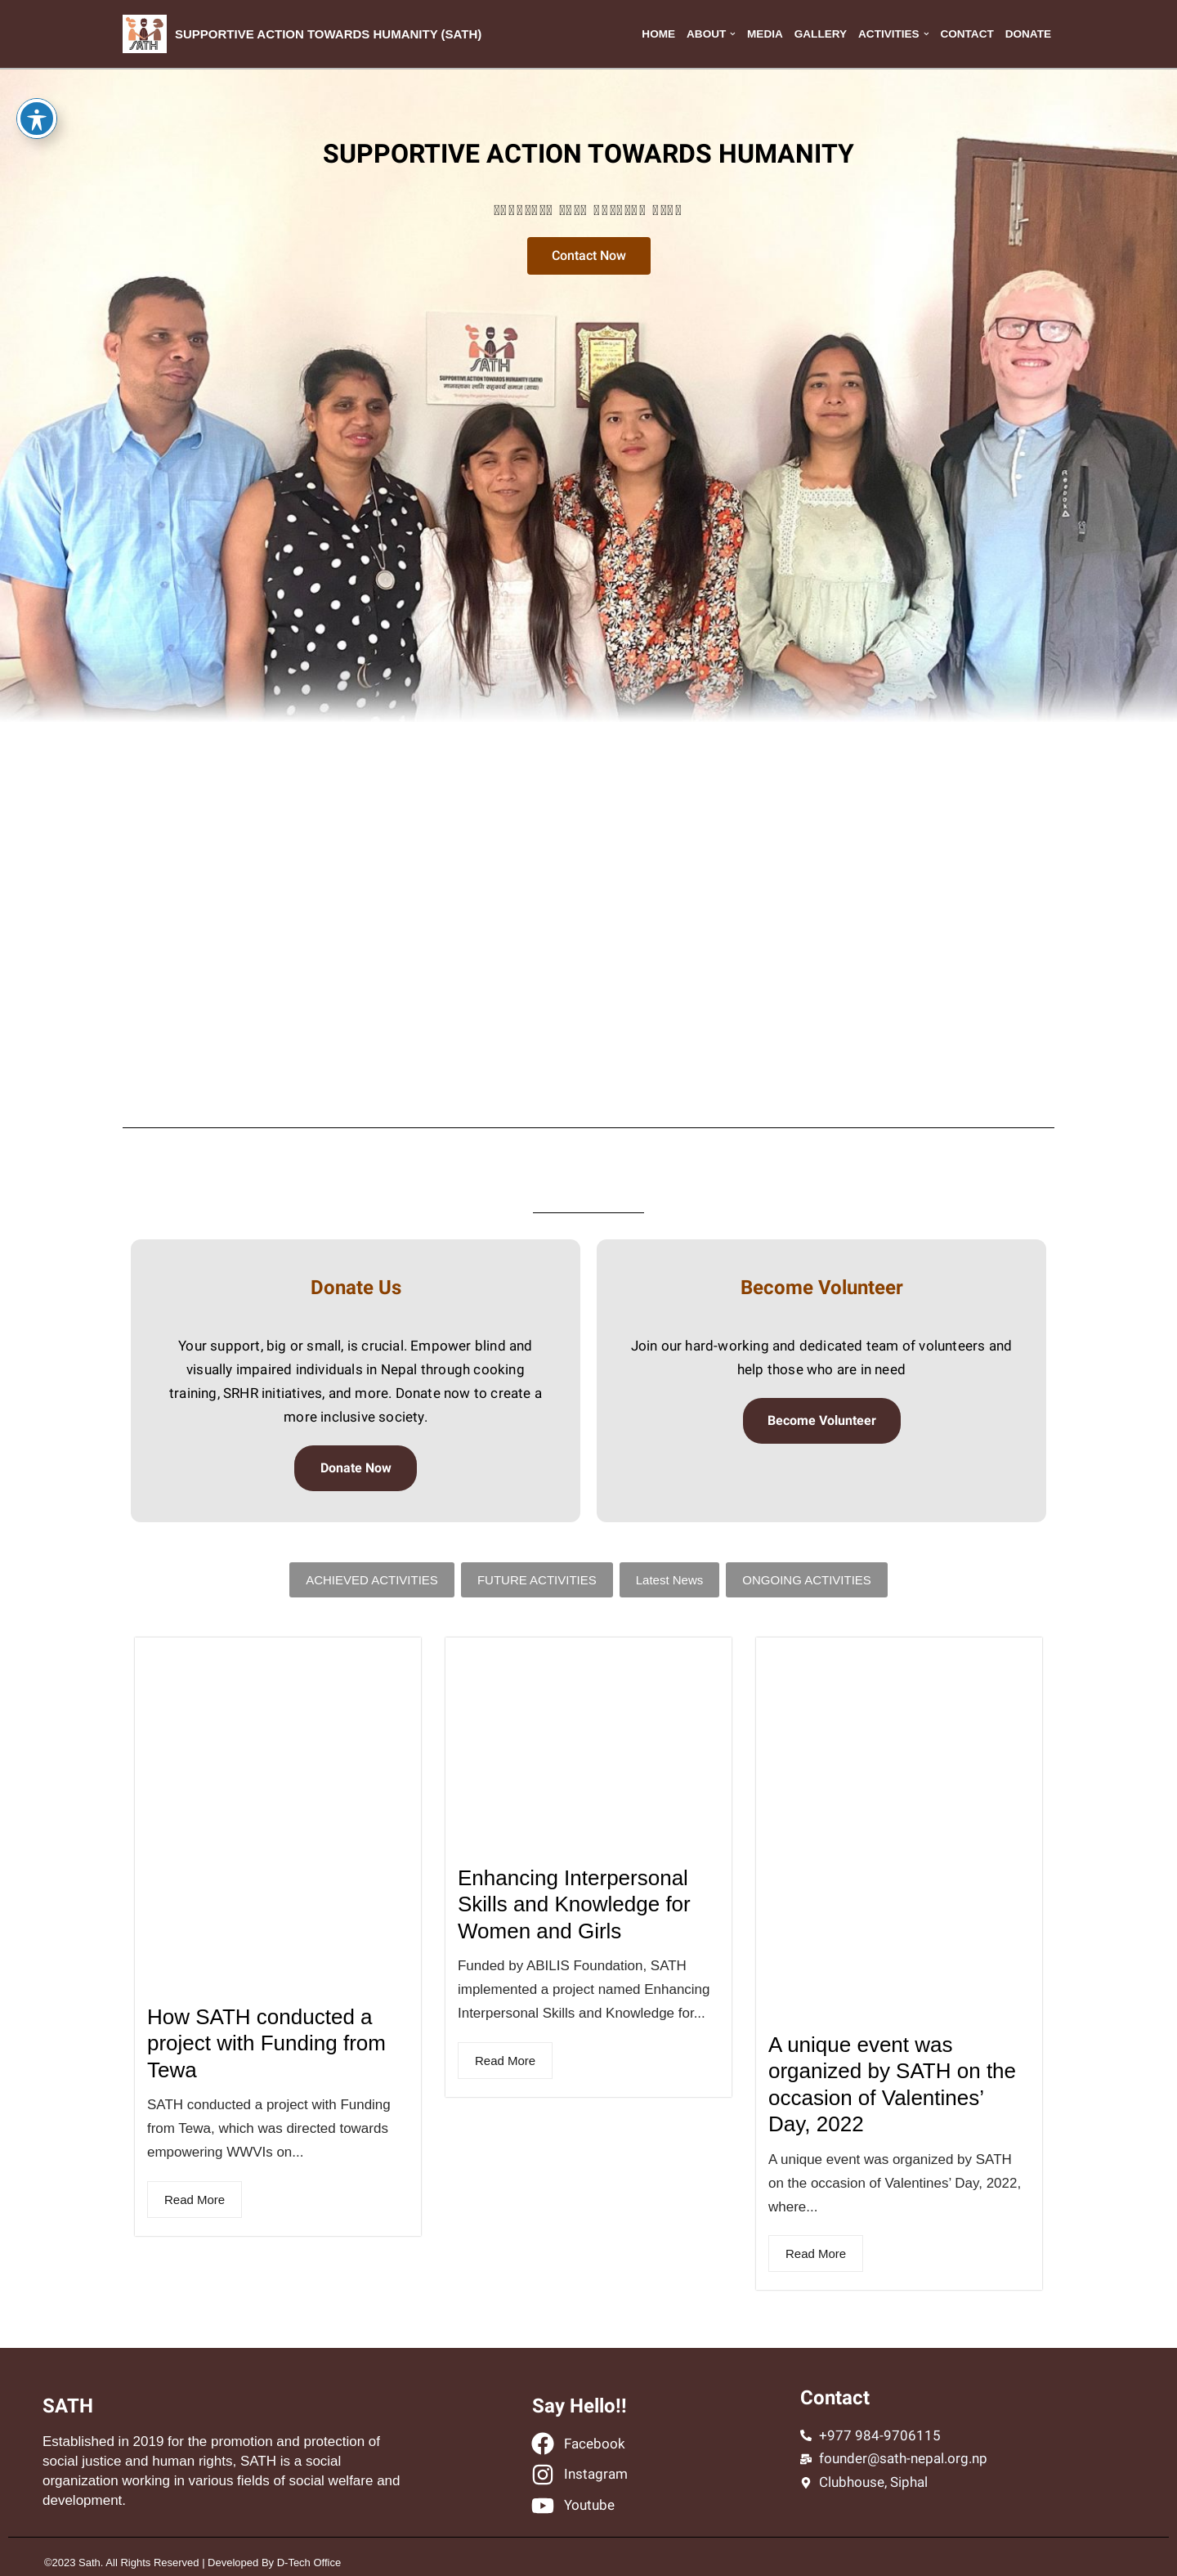 SATH
SUPPORTIVE ACTION TOWARDS HUMANITY (SATH)
HOME ABOUT MEDIA GALLERY ACTIVITIES CONTACT DONATE
SUPPORTIVE ACTION TOWARDS HUMANITY
Contact Now
SATH
SUPPORTIVE ACTION TOWARDS HUMANITY (SATH)
Donate Us
Your support, big or small, is crucial. Empower blind and
visually impaired individuals in Nepal through cooking
training, SRHR initiatives, and more. Donate now to create a
more inclusive society.
Donate Now
Become Volunteer
Join our hard-working and dedicated team of volunteers and
help those who are in need
Become Volunteer
ACHIEVED ACTIVITIES FUTURE ACTIVITIES Latest News ONGOING ACTIVITIES
How SATH conducted a
project with Funding from
Tewa
SATH conducted a project with Funding
from Tewa, which was directed towards
empowering WWVIs on...
Read More
Enhancing Interpersonal
Skills and Knowledge for
Women and Girls
Funded by ABILIS Foundation, SATH
implemented a project named Enhancing
Interpersonal Skills and Knowledge for...
Read More
A unique event was
organized by SATH on the
occasion of Valentines’
Day, 2022
A unique event was organized by SATH
on the occasion of Valentines’ Day, 2022,
where...
Read More
SATH
Established in 2019 for the promotion and protection of
social justice and human rights, SATH is a social
organization working in various fields of social welfare and
development.
Say Hello!!
Facebook
Instagram
Youtube
Contact
+977 984-9706115
founder@sath-nepal.org.np
Clubhouse, Siphal
©2023 Sath. All Rights Reserved | Developed By D-Tech Office